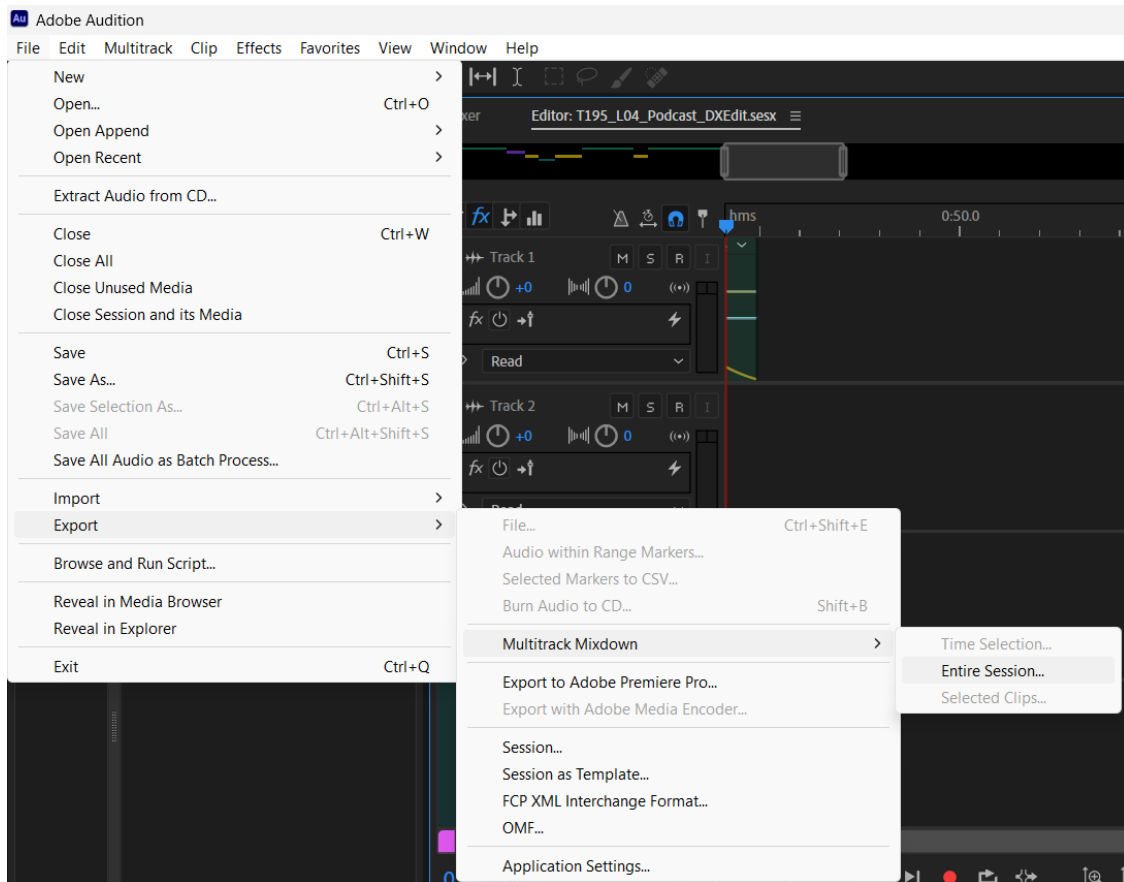 Au Adobe Audition
File Edit Multitrack Clip Effects Favorites View Window Help
New
Open... Ctrl+O
Open Append
Open Recent
Extract Audio from CD...
Close Ctrl+W
Close All
Close Unused Media
Close Session and its Media
Save Ctrl+S
Save As... Ctrl+Shift+S
Save Selection As... Ctrl+Alt+S
Save All Ctrl+Alt+Shift+S
Save All Audio as Batch Process...
Import
Export
Browse and Run Script...
Reveal in Media Browser
Reveal in Explorer
Exit Ctrl+Q
Editor: T195_L04_Podcast_DXEdit.sesx
fx hms 0:50.0
Track 1 M S R I
+0 0
fx
Read
Track 2 M S R I
+0 0
fx
File... Ctrl+Shift+E
Audio within Range Markers...
Selected Markers to CSV...
Burn Audio to CD... Shift+B
Multitrack Mixdown
Export to Adobe Premiere Pro...
Export with Adobe Media Encoder...
Session...
Session as Template...
FCP XML Interchange Format...
OMF...
Application Settings...
Time Selection...
Entire Session...
Selected Clips...